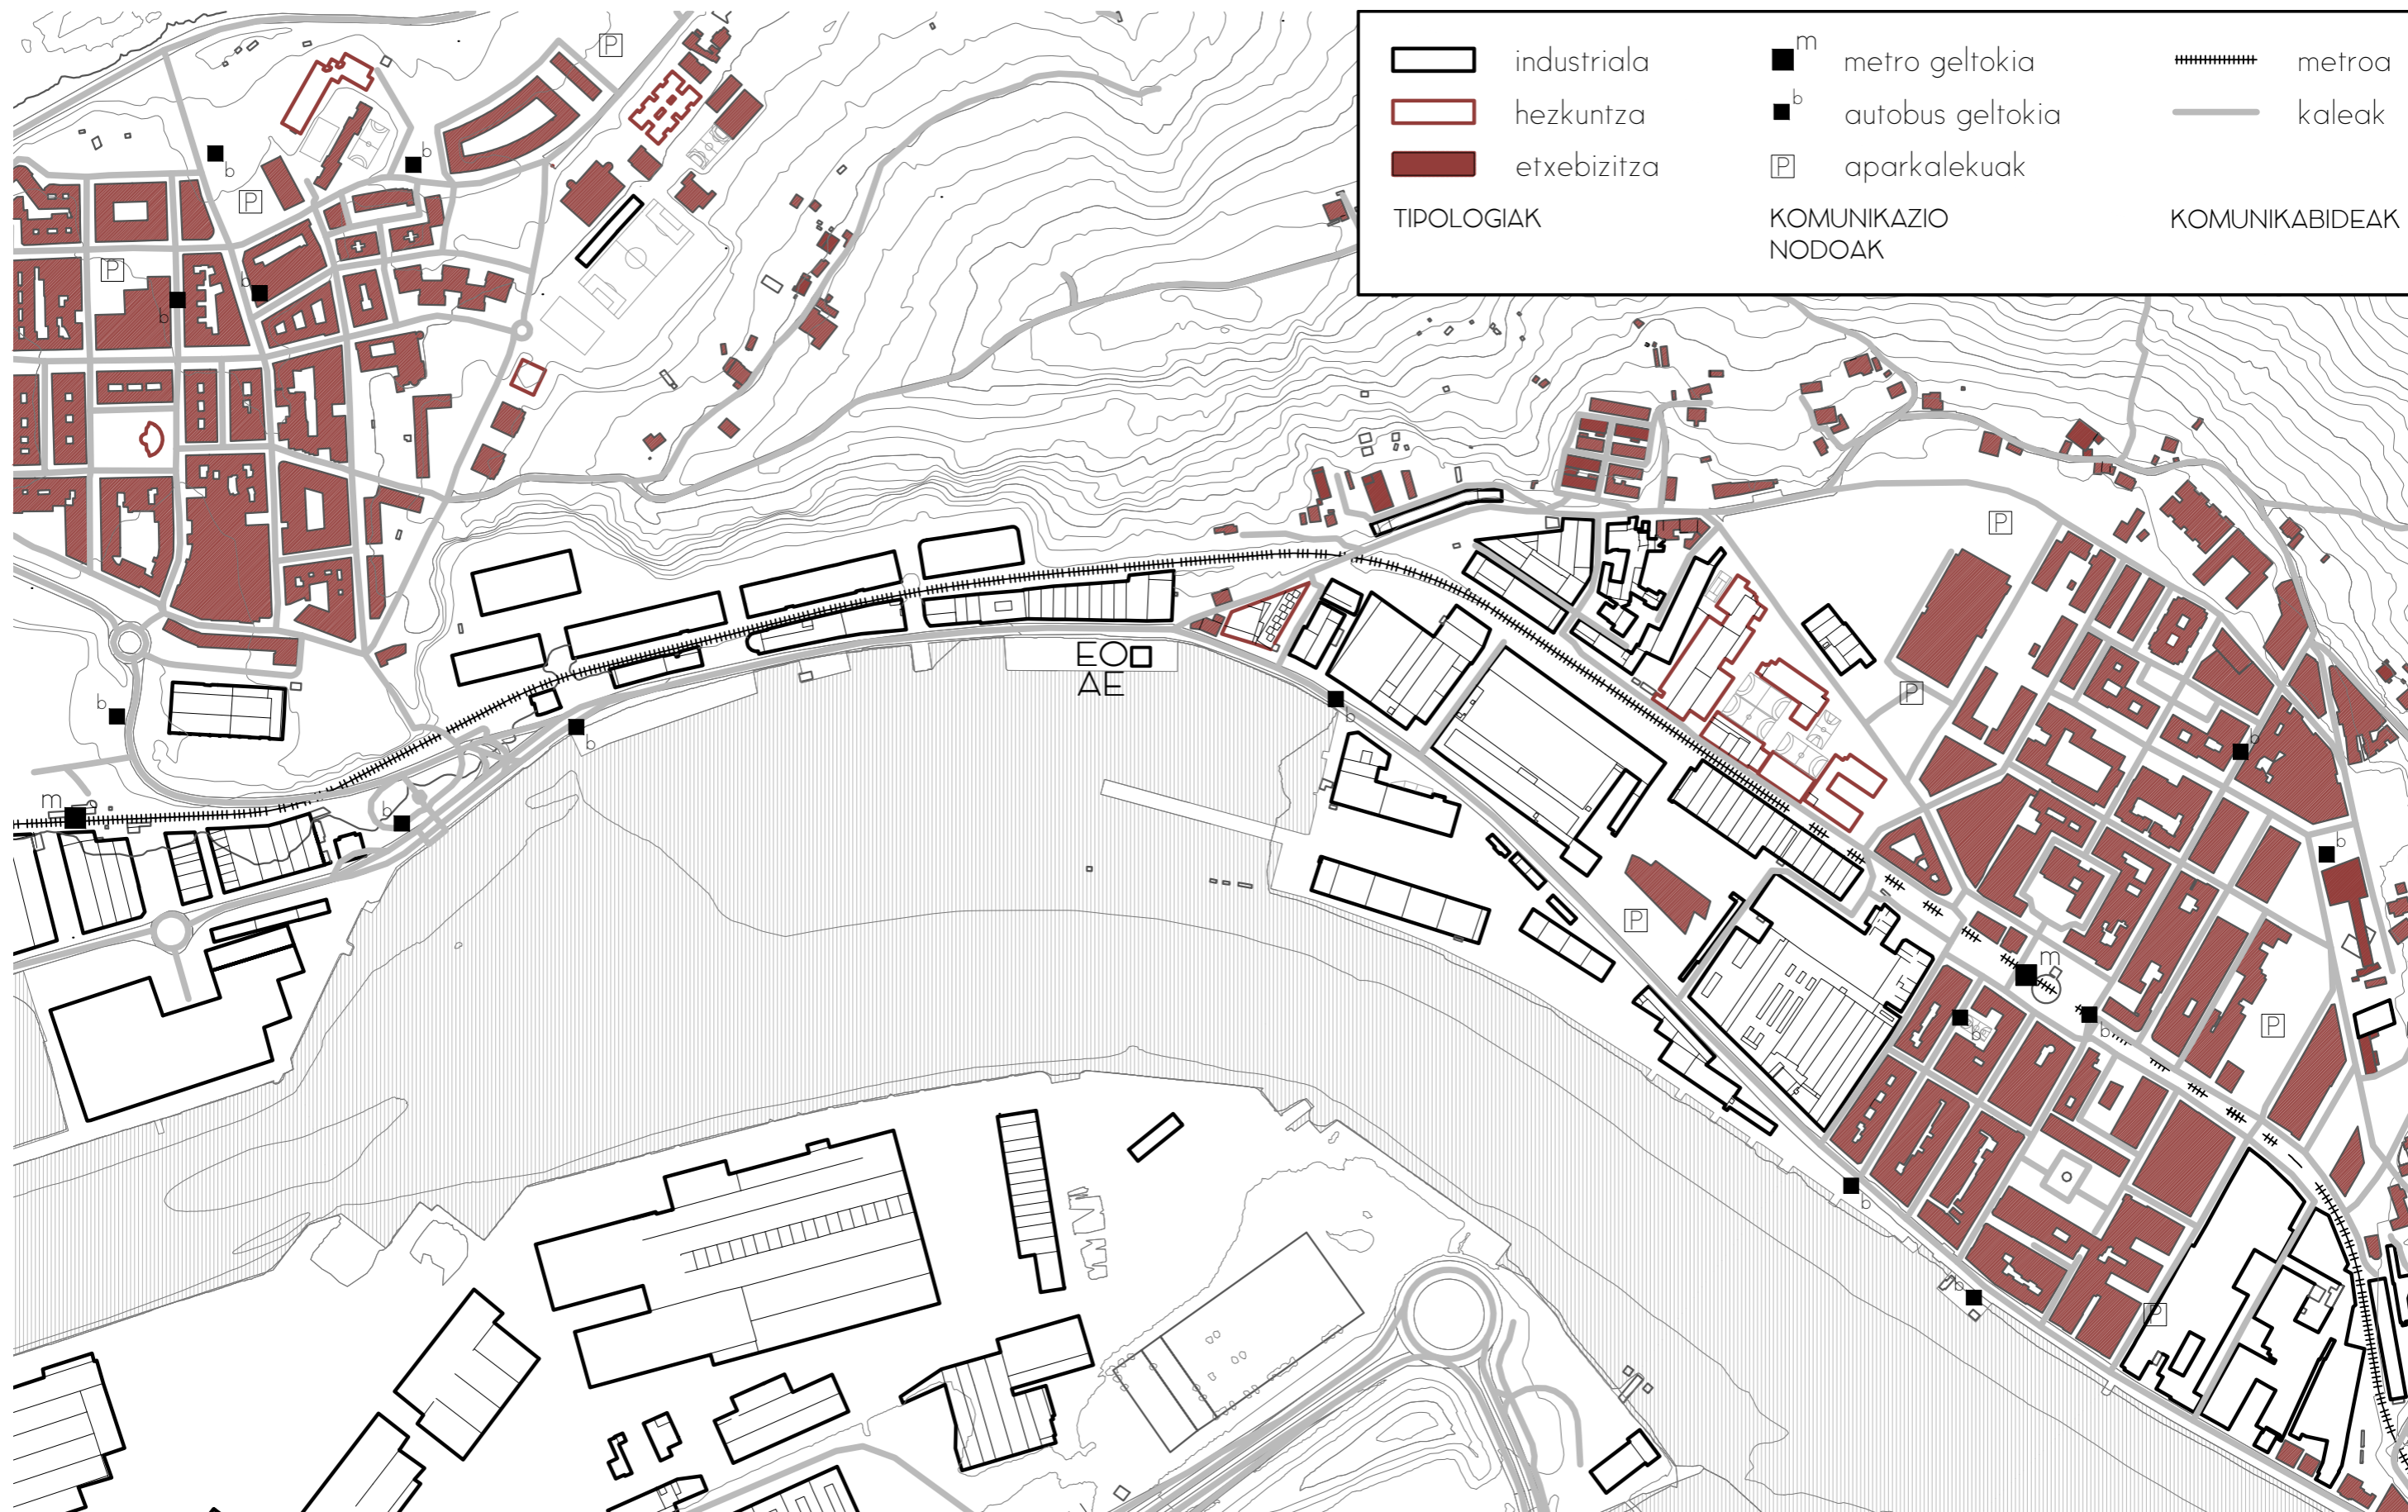 industriala
hezkuntza
etxebizitza
TIPOLOGIAK
m
metro geltokia
b
autobus geltokia
P
aparkalekuak
KOMUNIKAZIO
NODOAK
metroa
kaleak
KOMUNIKABIDEAK
P
b
b
P
P
b
b
P
EO
AE
b
b
P
b
m
b
b
P
m
b
b
P
b
b
P